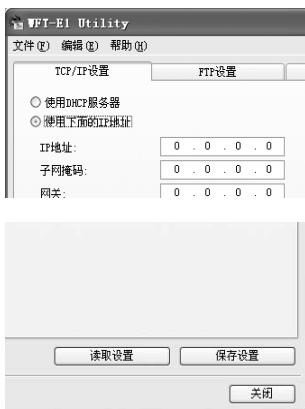 WFT-E1 Utility
文件(F) 编辑(E) 帮助(H)
TCP/IP设置 FTP设置
使用DHCP服务器
使用下面的IP地址
IP地址: 0 . 0 . 0 . 0
子网掩码: 0 . 0 . 0 . 0
网关: 0 . 0 . 0 . 0
读取设置 保存设置
关闭